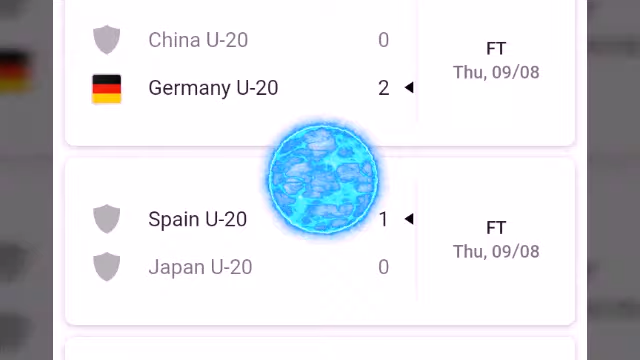 China U-20 0
Germany U-20 2
FT
Thu, 09/08
Spain U-20 1
Japan U-20 0
FT
Thu, 09/08